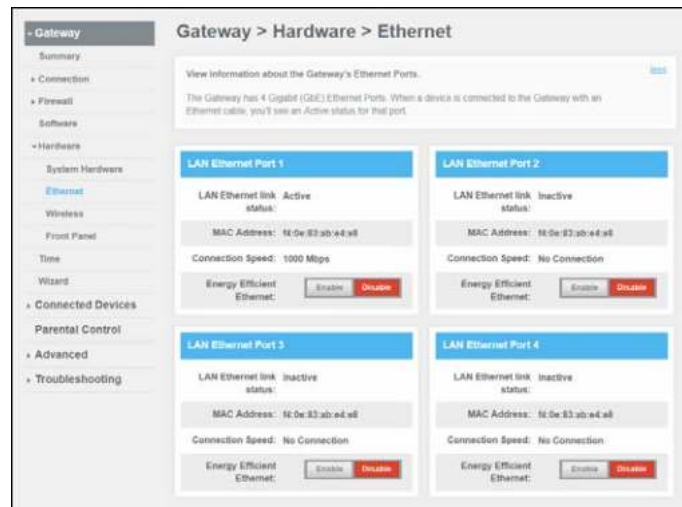 Gateway
Summary
Connection
Firewall
Software
Hardware
System Hardware
Ethernet
Wireless
Front Panel
Time
Wizard
Connected Devices
Parental Control
Advanced
Troubleshooting
Gateway > Hardware > Ethernet
View information about the Gateway's Ethernet Ports.
less
The Gateway has 4 Gigabit (GbE) Ethernet Ports. When a device is connected to the Gateway with an
Ethernet cable, you'll see an Active status for that port.
LAN Ethernet Port 1
LAN Ethernet link status: Active
MAC Address:
Connection Speed: 1000 Mbps
Energy Efficient Ethernet: Enable Disable
LAN Ethernet Port 2
LAN Ethernet link status: Inactive
MAC Address:
Connection Speed: No Connection
Energy Efficient Ethernet: Enable Disable
LAN Ethernet Port 3
LAN Ethernet link status: Inactive
MAC Address:
Connection Speed: No Connection
Energy Efficient Ethernet: Enable Disable
LAN Ethernet Port 4
LAN Ethernet link status: Inactive
MAC Address:
Connection Speed: No Connection
Energy Efficient Ethernet: Enable Disable